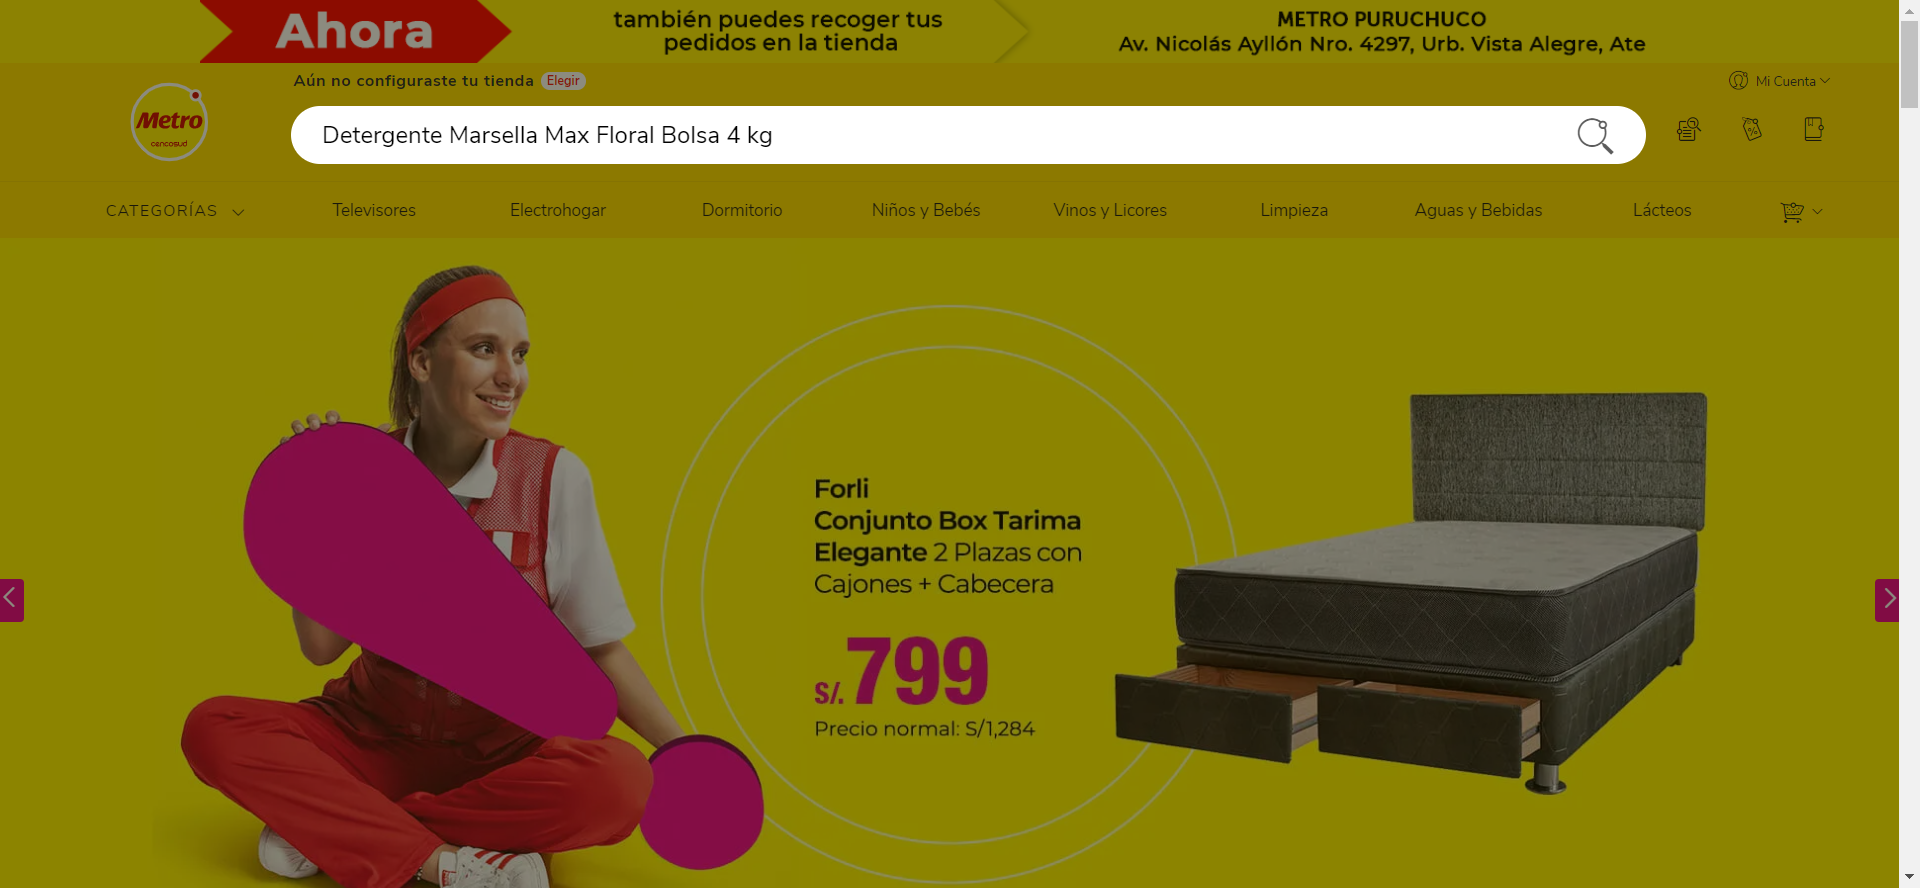 Ahora
también puedes recoger tus
pedidos en la tienda
METRO PURUCHUCO
Av. Nicolás Ayllón Nro. 4297, Urb. Vista Alegre, Ate
Aún no configuraste tu tienda Elegir
Mi Cuenta
Metro
cencosud
Detergente Marsella Max Floral Bolsa 4 kg
CATEGORÍAS
Televisores
Electrohogar
Dormitorio
Niños y Bebés
Vinos y Licores
Limpieza
Aguas y Bebidas
Lácteos
Forli
Conjunto Box Tarima
Elegante 2 Plazas con
Cajones + Cabecera
S/. 799
Precio normal: S/1,284